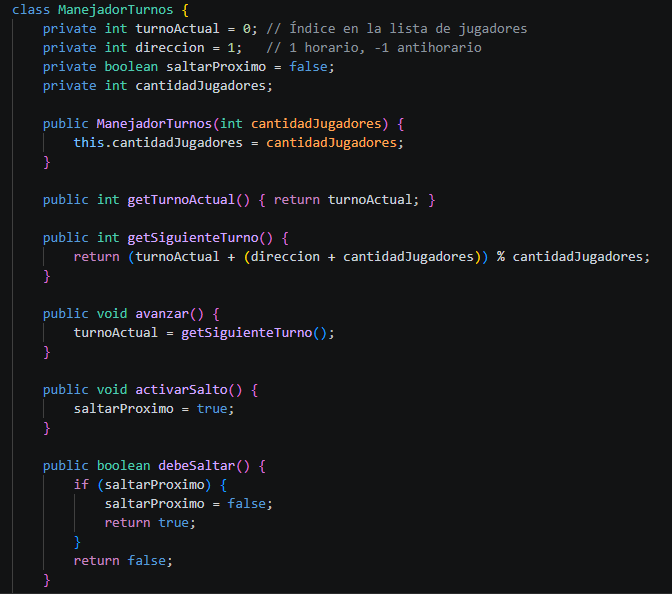 class ManejadorTurnos {
    private int turnoActual = 0; // Índice en la lista de jugadores
    private int direccion = 1;   // 1 horario, -1 antihorario
    private boolean saltarProximo = false;
    private int cantidadJugadores;

    public ManejadorTurnos(int cantidadJugadores) {
        this.cantidadJugadores = cantidadJugadores;
    }

    public int getTurnoActual() { return turnoActual; }

    public int getSiguienteTurno() {
        return (turnoActual + (direccion + cantidadJugadores)) % cantidadJugadores;
    }

    public void avanzar() {
        turnoActual = getSiguienteTurno();
    }

    public void activarSalto() {
        saltarProximo = true;
    }

    public boolean debeSaltar() {
        if (saltarProximo) {
            saltarProximo = false;
            return true;
        }
        return false;
    }